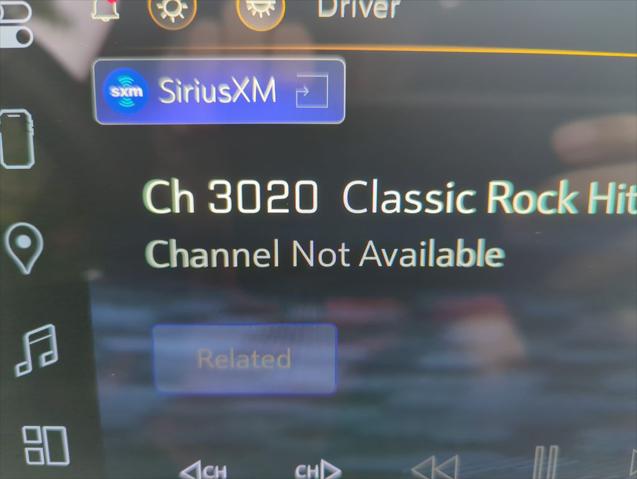 Driver
sxm SiriusXM
Ch 3020 Classic Rock Hit
Channel Not Available
Related
CH CH